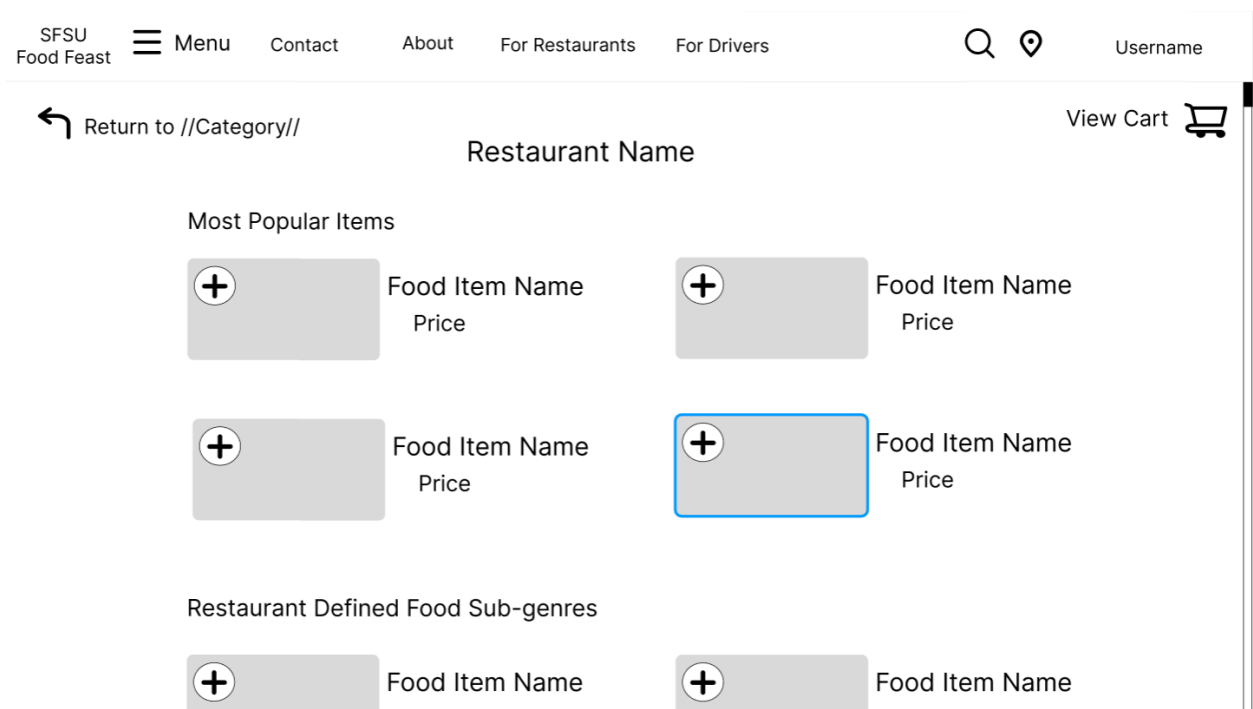 SFSU
Food Feast
Menu
Contact
About
For Restaurants
For Drivers
Username
Return to //Category//
View Cart
Restaurant Name
Most Popular Items
Food Item Name
Price
Food Item Name
Price
Food Item Name
Price
Food Item Name
Price
Restaurant Defined Food Sub-genres
Food Item Name
Food Item Name